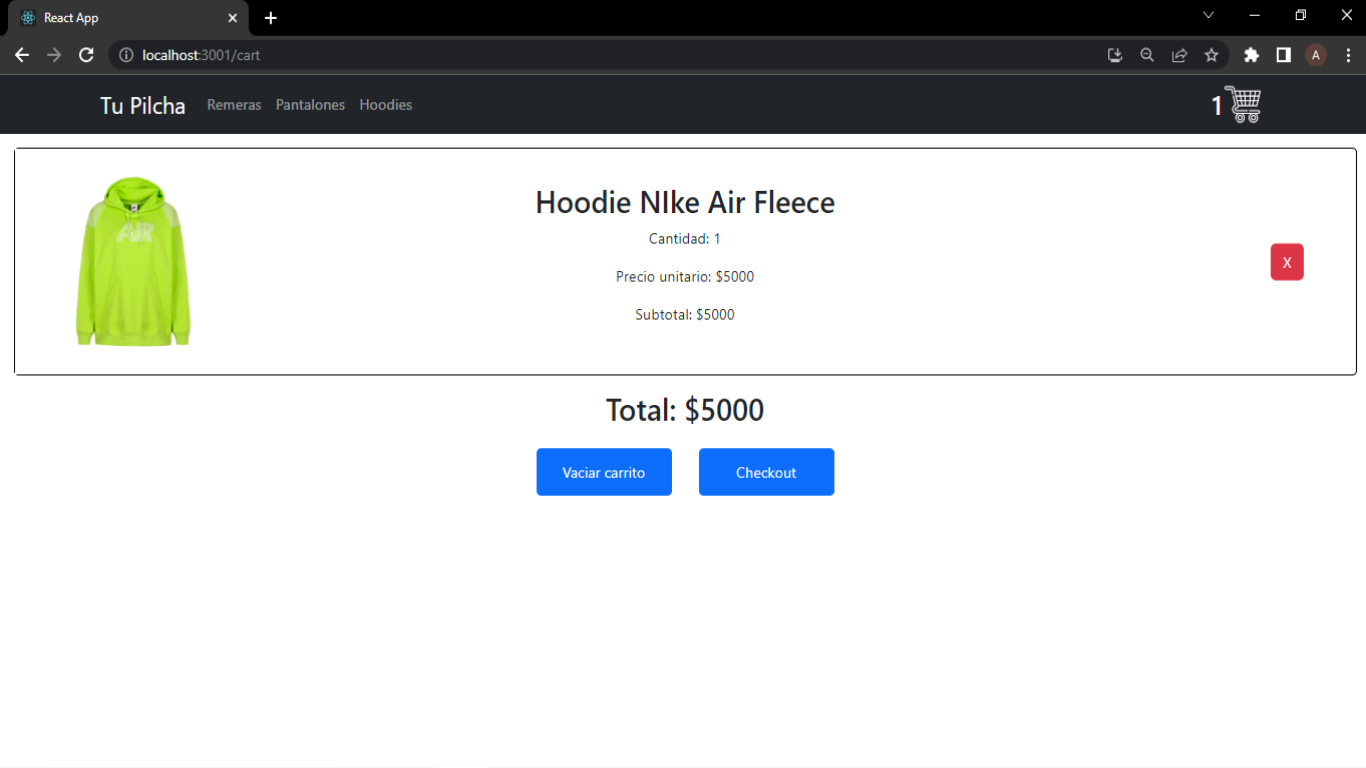 React App
localhost:3001/cart
A
Tu Pilcha Remeras Pantalones Hoodies 1
AIR
Hoodie NIke Air Fleece
Cantidad: 1
Precio unitario: $5000
Subtotal: $5000
X
Total: $5000
Vaciar carrito Checkout